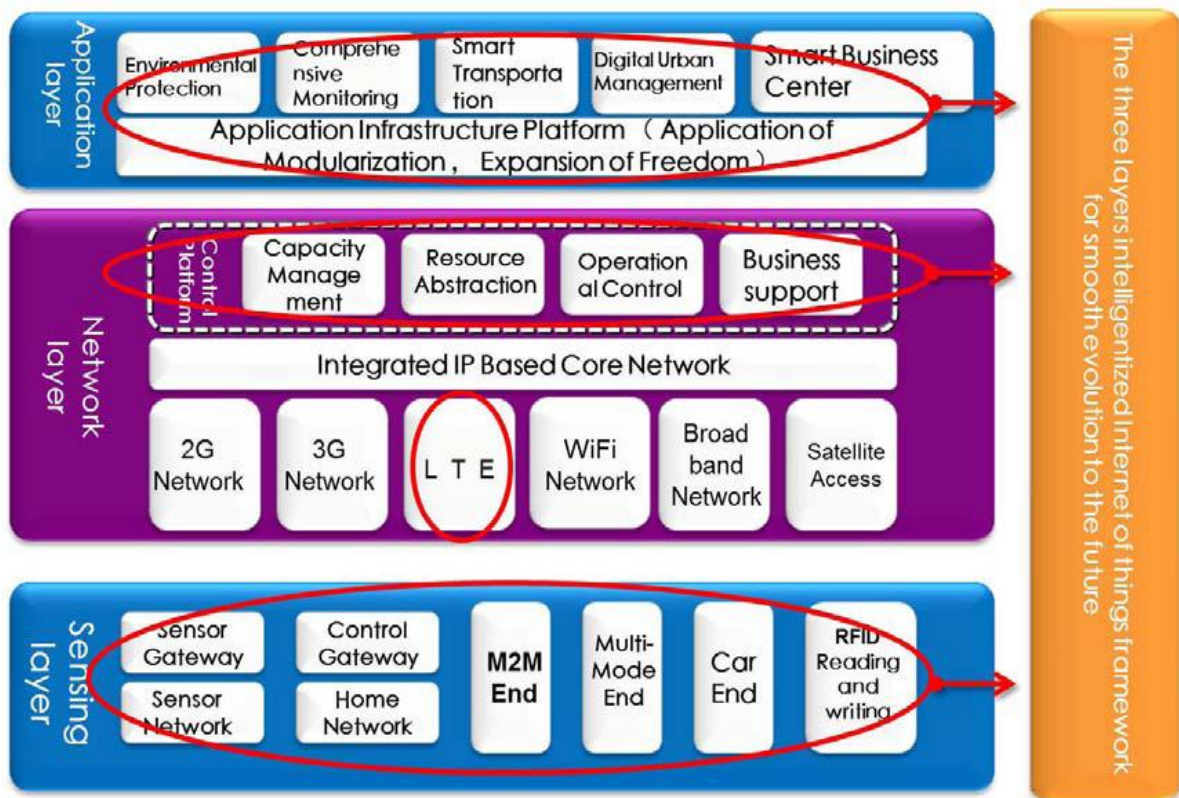 Application
layer
Environmental
Protection
Comprehe
nsive
Monitoring
Smart
Transporta
tion
Digital Urban
Management
Smart Business
Center
Application Infrastructure Platform（ Application of
Modularization， Expansion of Freedom）
Network
layer
Control
Platform
Capacity
Manage
ment
Resource
Abstraction
Operation
al Control
Business
support
Integrated IP Based Core Network
2G
Network
3G
Network
L T E
WiFi
Network
Broad
band
Network
Satellite
Access
Sensing
layer
Sensor
Gateway
Control
Gateway
Sensor
Network
Home
Network
M2M
End
Multi-
Mode
End
Car
End
RFID
Reading
and
writing
The three layers intelligentized Internet of things framework
for smooth evolution to the future